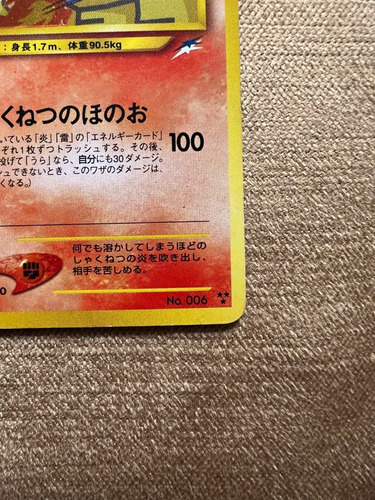 : 身長1.7m、体重90.5kg
くねつのほのお
いている「炎」「雷」の「エネルギーカード」
ぞれ1枚ずつトラッシュする。その後、
投げて「うら」なら、自分にも30ダメージ。
シュできないとき、このワザのダメージは、
くなる。)
100
何でも溶かしてしまうほどの
しゃくねつの炎を吹き出し、
相手を苦しめる。
0
No. 006